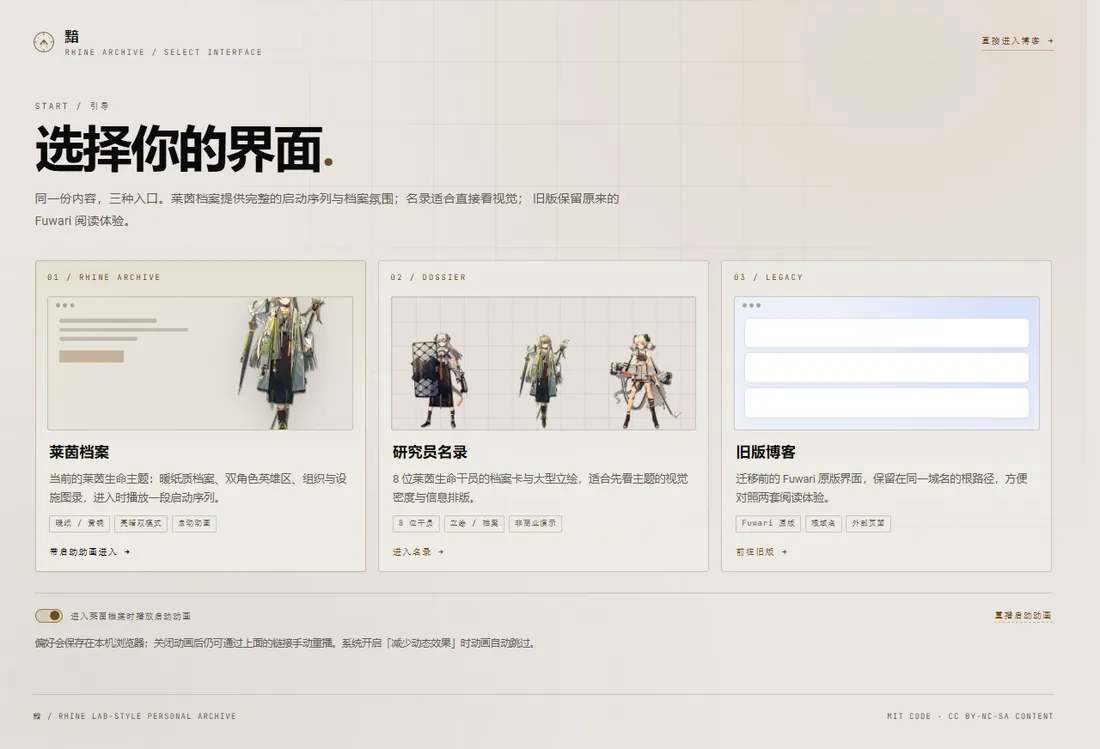 黯
RHINE ARCHIVE / SELECT INTERFACE
直接进入博客 →
START / 引导
选择你的界面.
同一份内容，三种入口。莱茵档案提供完整的启动序列与档案氛围；名录适合直接看视觉； 旧版保留原来的
Fuwari 阅读体验。
01 / RHINE ARCHIVE
莱茵档案
当前的莱茵生命主题：暖纸质档案、双角色英雄区、组织与设
施图录，进入时播放一段启动序列。
暖纸 / 黄铜
亮暗双模式
启动动画
带启动动画进入 →
02 / DOSSIER
研究员名录
8 位莱茵生命干员的档案卡与大型立绘，适合先看主题的视觉
密度与信息排版。
8 位干员
立绘 / 档案
非商业演示
进入名录 →
03 / LEGACY
旧版博客
迁移前的 Fuwari 原版界面，保留在同一域名的根路径，方便
对照两套阅读体验。
Fuwari 原版
根域名
外部页面
前往旧版 →
进入莱茵档案时播放启动动画
重播启动动画
偏好会保存在本机浏览器；关闭动画后仍可通过上面的链接手动重播。系统开启「减少动态效果」时动画自动跳过。
黯 / RHINE LAB-STYLE PERSONAL ARCHIVE
MIT CODE · CC BY-NC-SA CONTENT